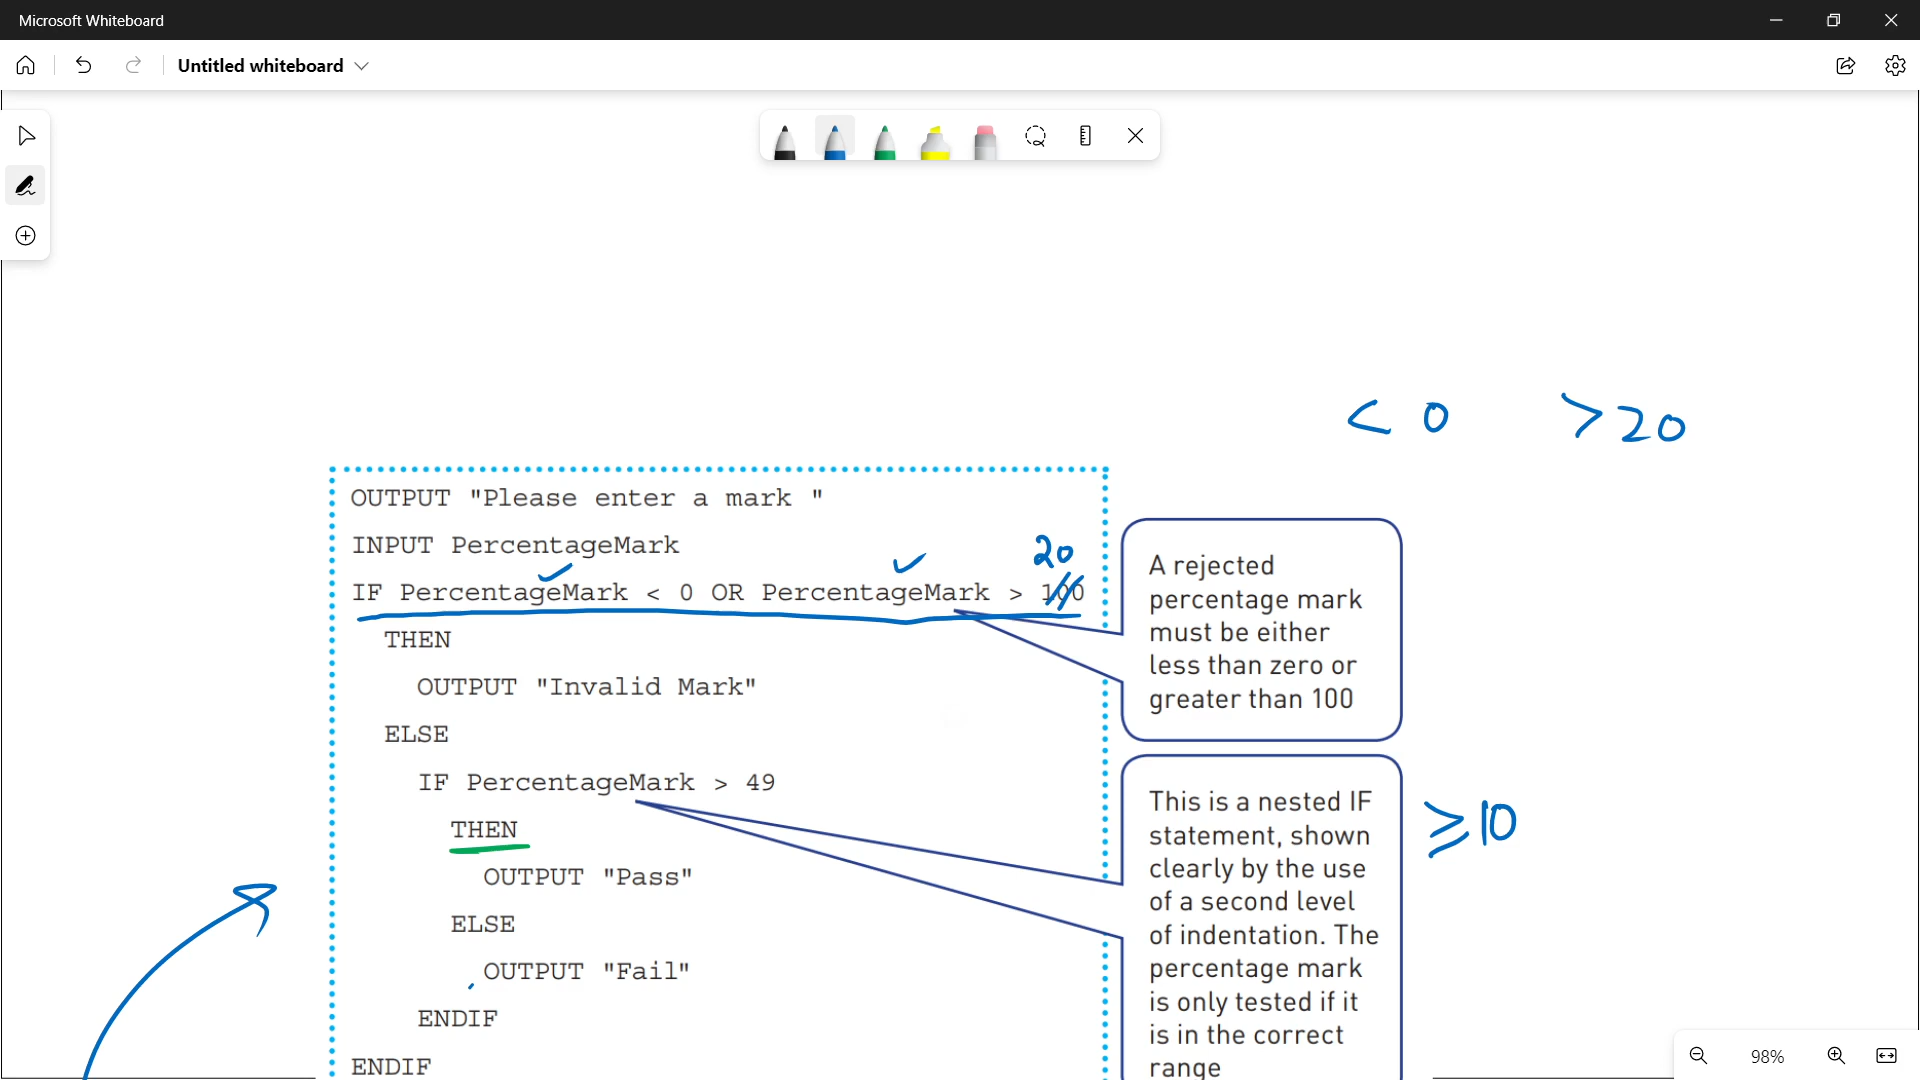 Microsoft Whiteboard
Untitled whiteboard
< 0 > 20
OUTPUT "Please enter a mark "
INPUT PercentageMark
20
IF PercentageMark < 0 OR PercentageMark > 100
THEN
OUTPUT "Invalid Mark"
ELSE
IF PercentageMark > 49
THEN
OUTPUT "Pass"
ELSE
OUTPUT "Fail"
ENDIF
ENDIF
A rejected
percentage mark
must be either
less than zero or
greater than 100
This is a nested IF
statement, shown
clearly by the use
of a second level
of indentation. The
percentage mark
is only tested if it
is in the correct
range
⩾10
98%